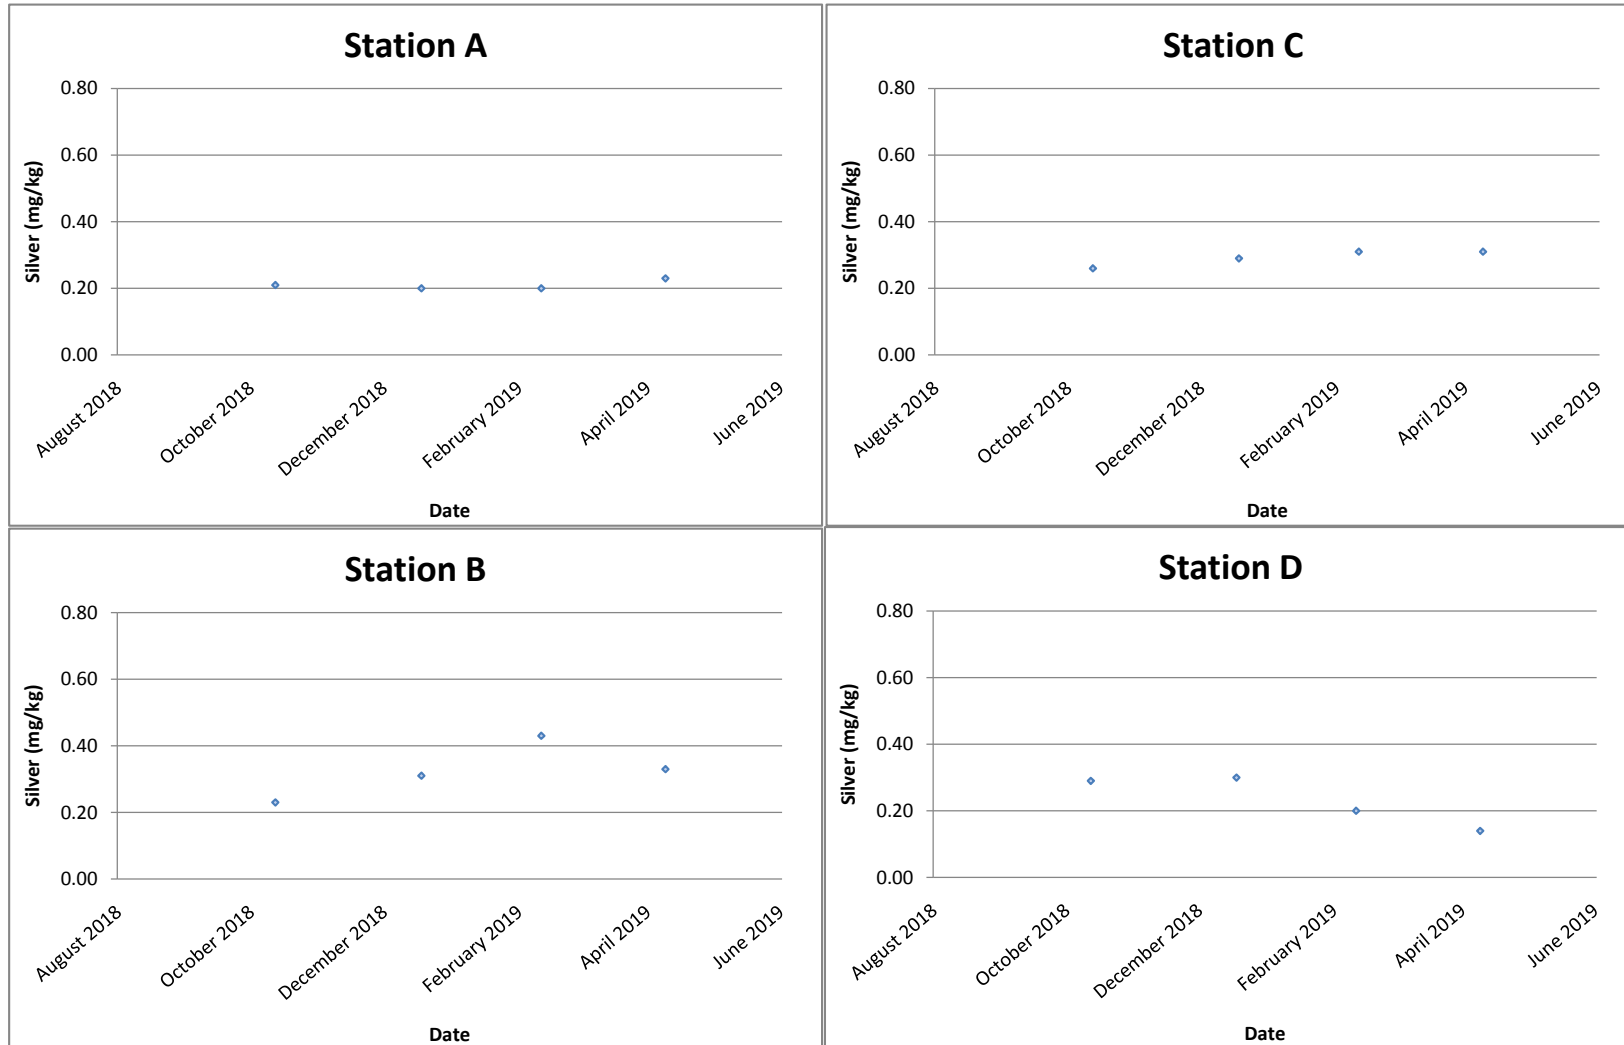 Station A
Silver (mg/kg)
0.80
0.60
0.40
0.20
0.00
August 2018
October 2018
December 2018
February 2019
April 2019
June 2019
Date
Station C
Silver (mg/kg)
0.80
0.60
0.40
0.20
0.00
August 2018
October 2018
December 2018
February 2019
April 2019
June 2019
Date
Station B
Silver (mg/kg)
0.80
0.60
0.40
0.20
0.00
August 2018
October 2018
December 2018
February 2019
April 2019
June 2019
Date
Station D
Silver (mg/kg)
0.80
0.60
0.40
0.20
0.00
August 2018
October 2018
December 2018
February 2019
April 2019
June 2019
Date